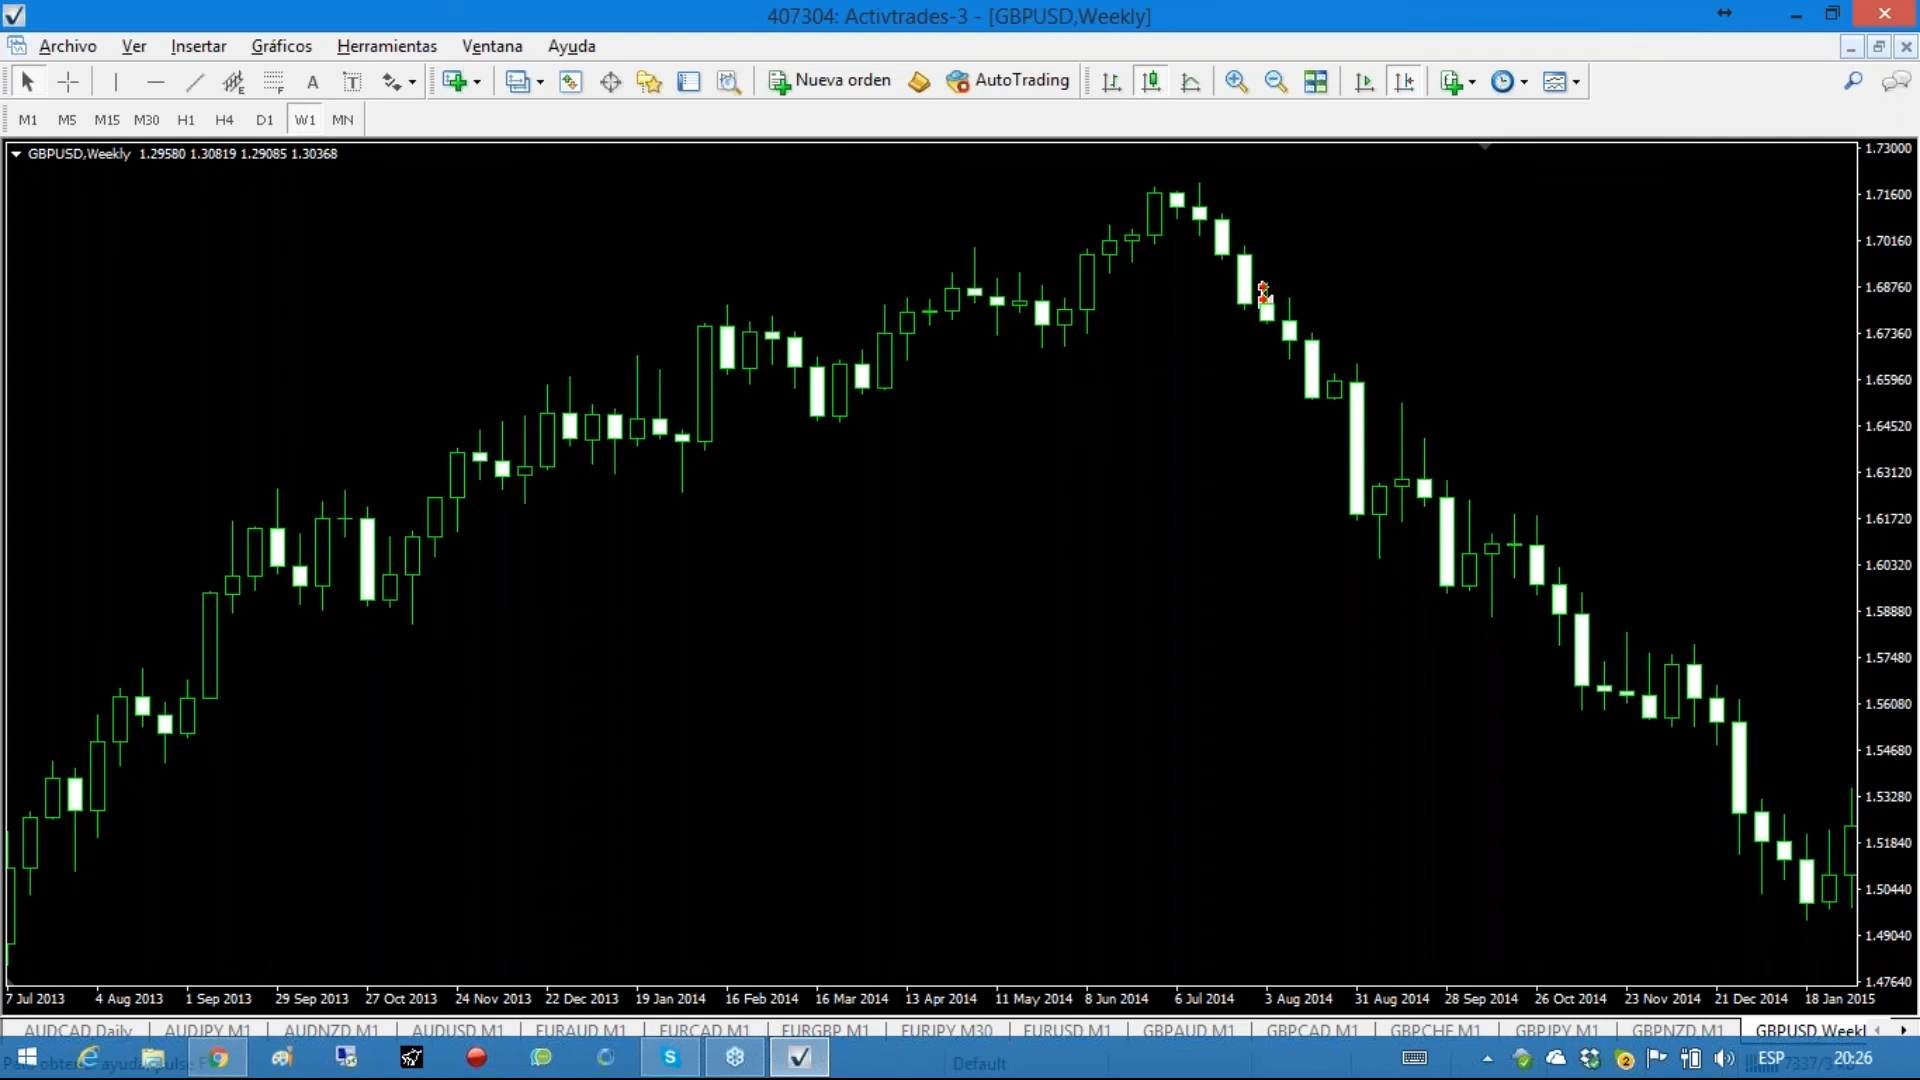 407304: Activtrades-3 - [GBPUSD,Weekly]
Archivo Ver Insertar Gráficos Herramientas Ventana Ayuda
A T Nueva orden AutoTrading
M1 M5 M15 M30 H1 H4 D1 W1 MN
GBPUSD,Weekly 1.29580 1.30819 1.29085 1.30368
1.73000
1.71600
1.70160
1.68760
1.67360
1.65960
1.64520
1.63120
1.61720
1.60320
1.58880
1.57480
1.56080
1.54680
1.53280
1.51840
1.50440
1.49040
1.47640
7 Jul 2013 4 Aug 2013 1 Sep 2013 29 Sep 2013 27 Oct 2013 24 Nov 2013 22 Dec 2013 19 Jan 2014 16 Feb 2014 16 Mar 2014 13 Apr 2014 11 May 2014 8 Jun 2014 6 Jul 2014 3 Aug 2014 31 Aug 2014 28 Sep 2014 26 Oct 2014 23 Nov 2014 21 Dec 2014 18 Jan 2015
AUDCAD Daily AUDJPY M1 AUDNZD M1 AUDUSD M1 EURAUD M1 EURCAD M1 EURGBP M1 EURJPY M30 EURUSD M1 GBPAUD M1 GBPCAD M1 GBPCHF M1 GBPJPY M1 GBPNZD M1 GBPUSD Weekl
Default
ESP 20:26